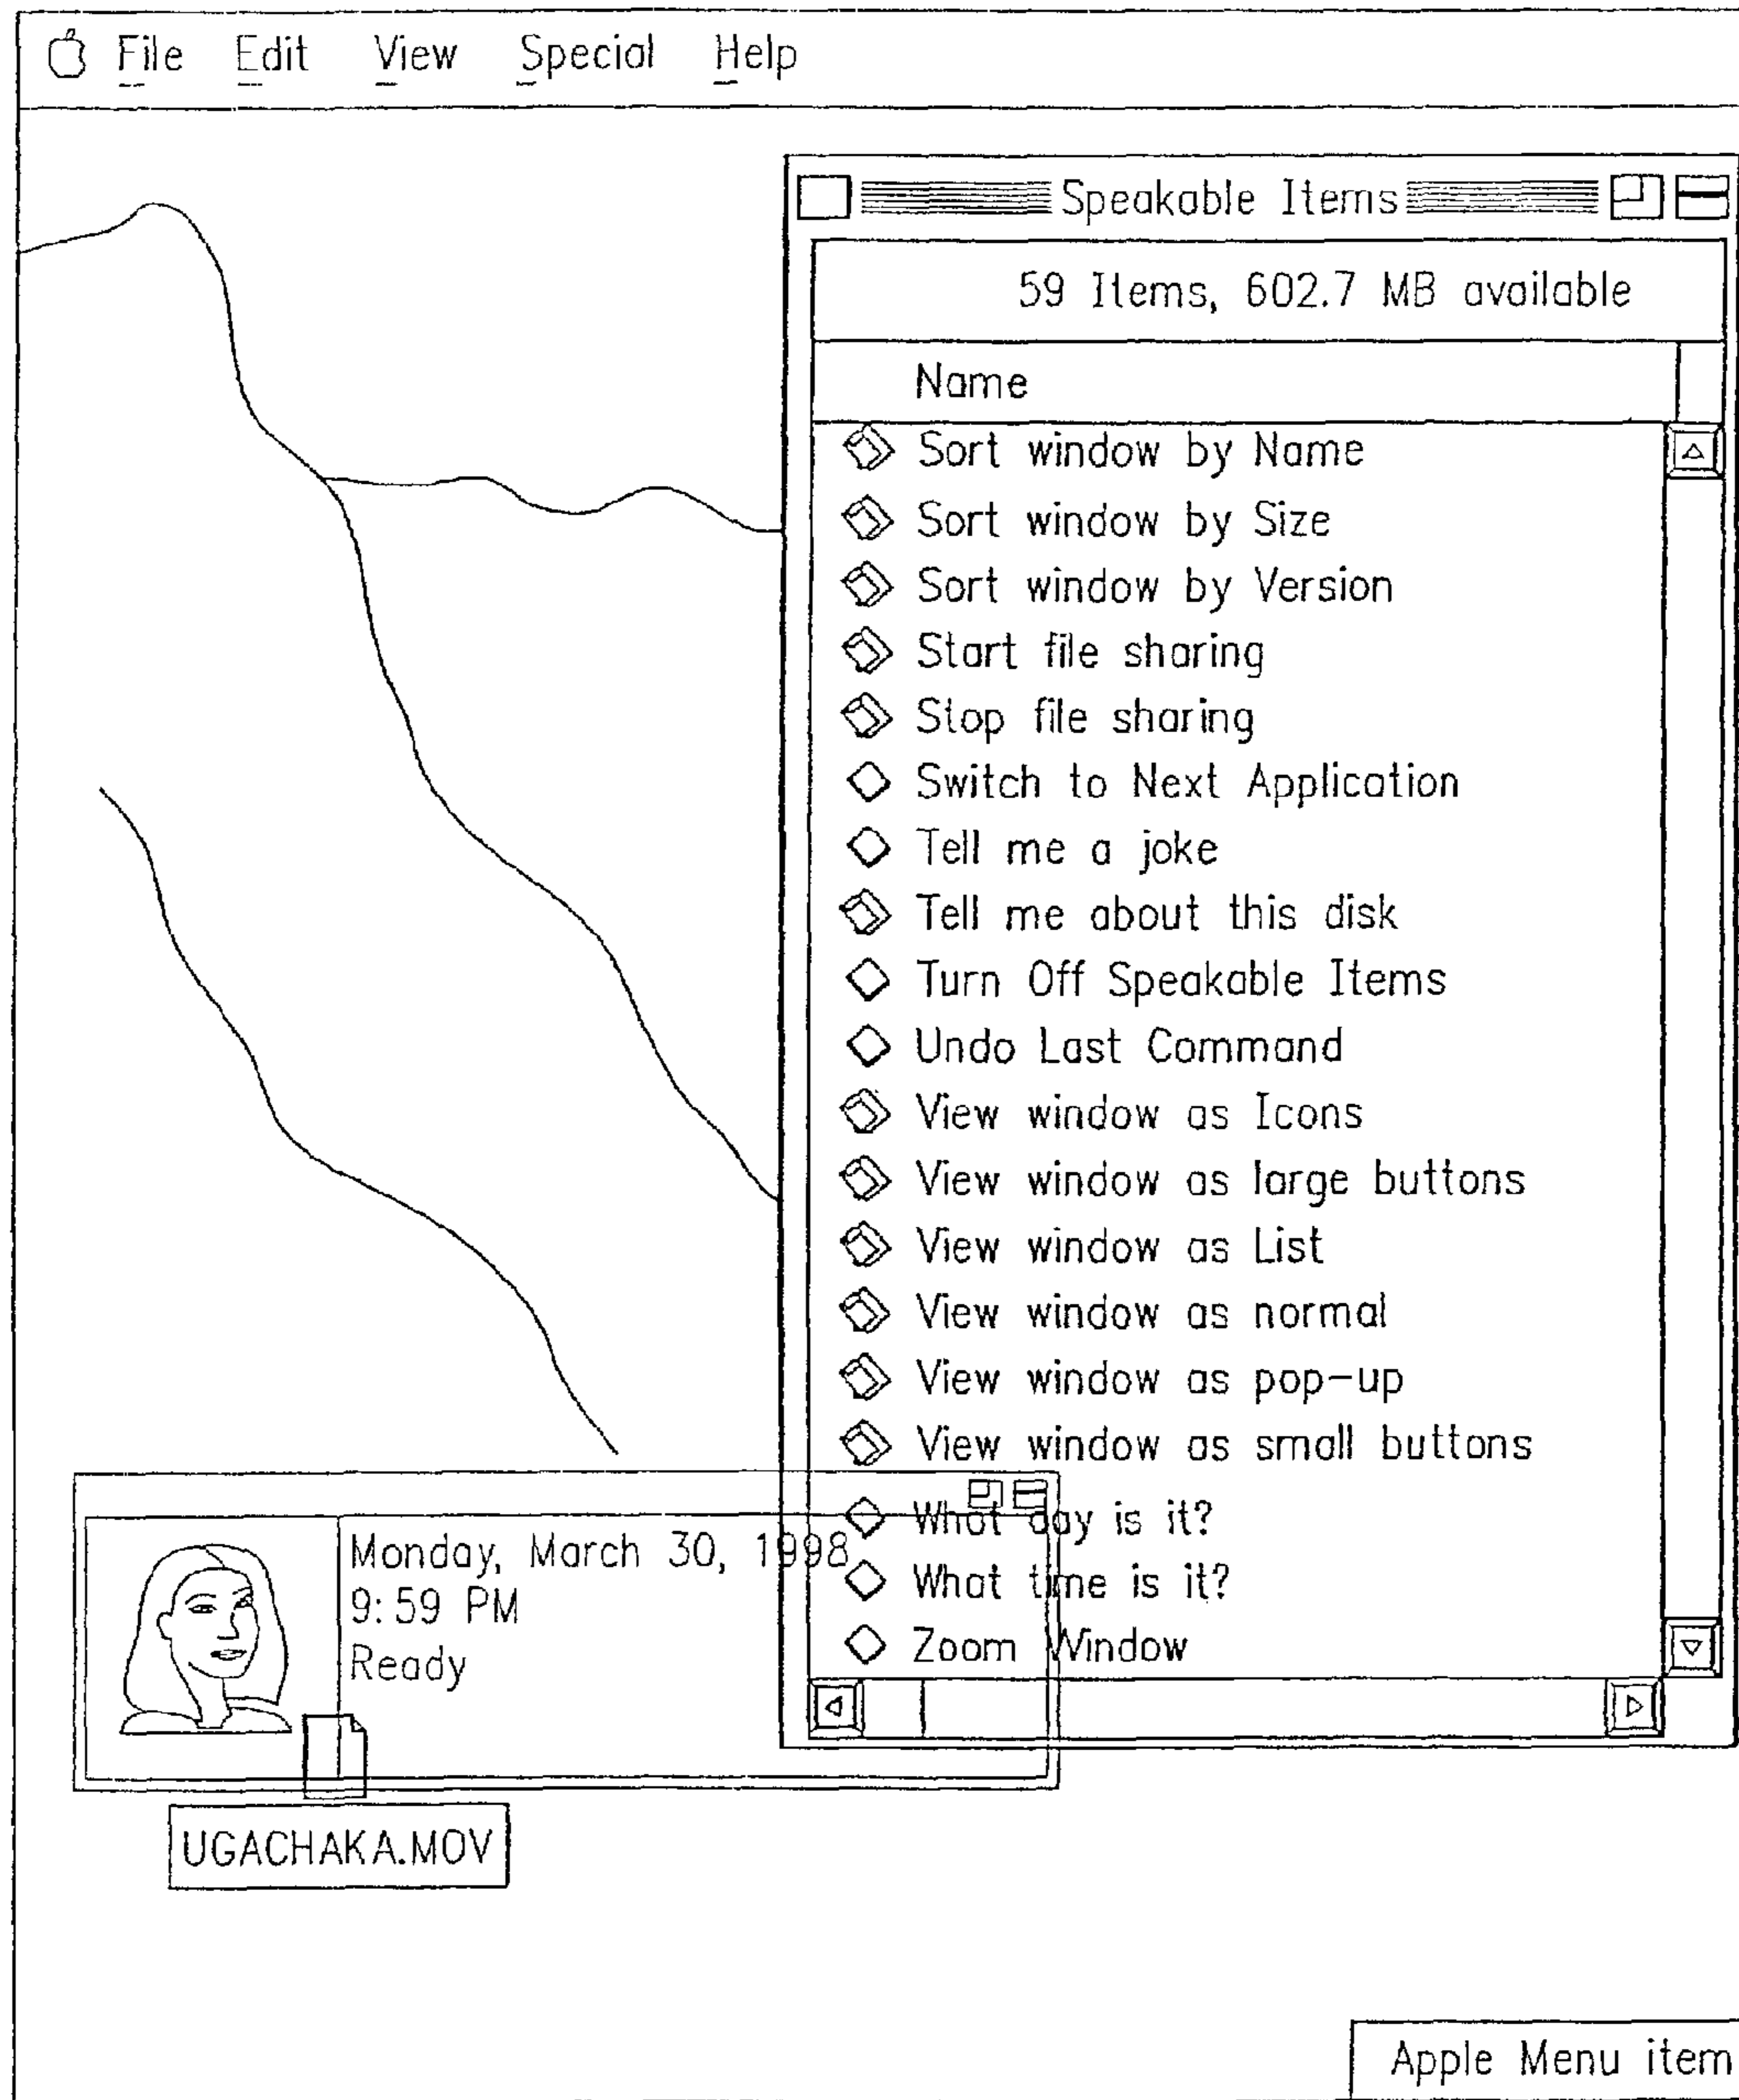 File Edit View Special Help
Speakable Items
59 Items, 602.7 MB available
Name
Sort window by Name
Sort window by Size
Sort window by Version
Start file sharing
Stop file sharing
Switch to Next Application
Tell me a joke
Tell me about this disk
Turn Off Speakable Items
Undo Last Command
View window as Icons
View window as large buttons
View window as List
View window as normal
View window as pop-up
View window as small buttons
What day is it?
What time is it?
Zoom Window
Monday, March 30, 1998
9:59 PM
Ready
UGACHAKA.MOV
Apple Menu item